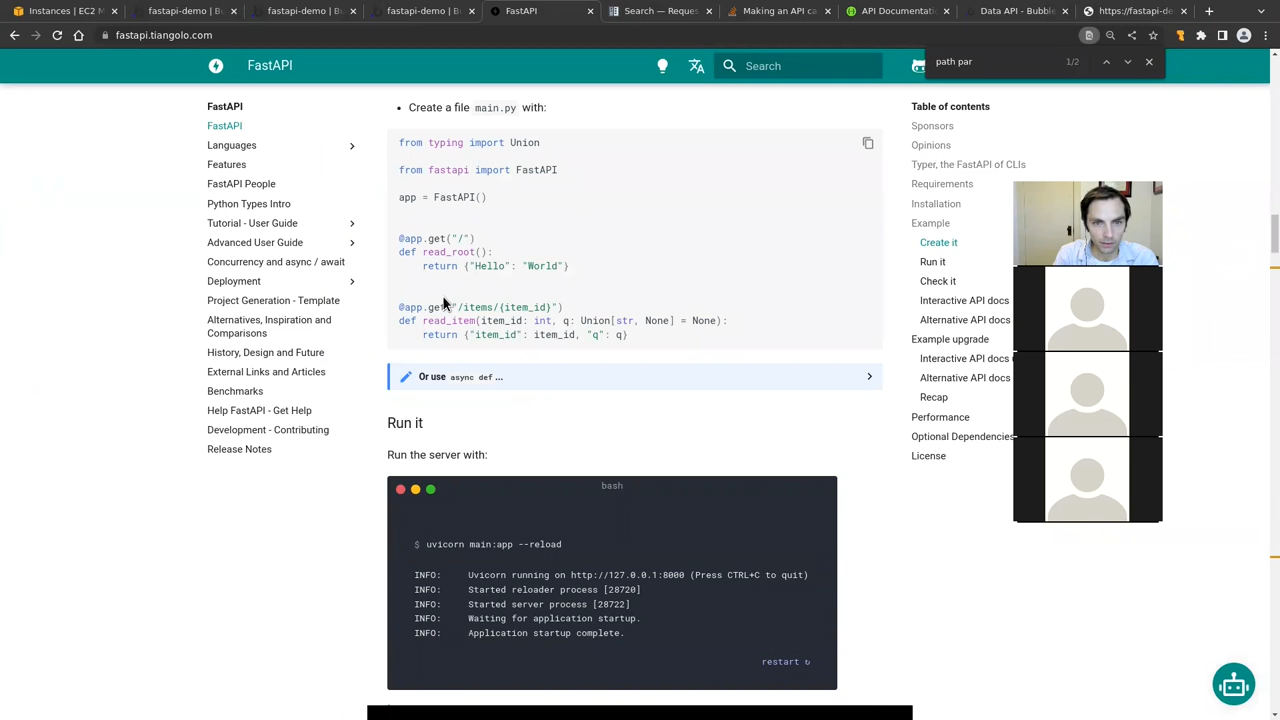 Instances | EC2 M
fastapi-demo.tia
fastapi-demo.tia
FastAPI
Search — Reque
Making an API c
API Documentati
Data API - Bubble
https://fastapi-de
fastapi.tiangolo.com
FastAPI
Search
path par
1/2
FastAPI
FastAPI
Languages
Features
FastAPI People
Python Types Intro
Tutorial - User Guide
Advanced User Guide
Concurrency and async / await
Deployment
Project Generation - Template
Alternatives, Inspiration and
Comparisons
History, Design and Future
External Links and Articles
Benchmarks
Help FastAPI - Get Help
Development - Contributing
Release Notes
Create a file main.py with:
from typing import Union
from fastapi import FastAPI
app = FastAPI()
@app.get("/")
def read_root():
return {"Hello": "World"}
@app.get("/items/{item_id}")
def read_item(item_id: int, q: Union[str, None] = None):
return {"item_id": item_id, "q": q}
Or use async def...
Run it
Run the server with:
bash
$ uvicorn main:app --reload
INFO: Uvicorn running on http://127.0.0.1:8000 (Press CTRL+C to quit)
INFO: Started reloader process [28720]
INFO: Started server process [28722]
INFO: Waiting for application startup.
INFO: Application startup complete.
restart ↻
Table of contents
Sponsors
Opinions
Typer, the FastAPI of CLIs
Requirements
Installation
Example
Create it
Run it
Check it
Interactive API docs
Alternative API docs
Example upgrade
Interactive API docs
Alternative API docs
Recap
Performance
Optional Dependencies
License